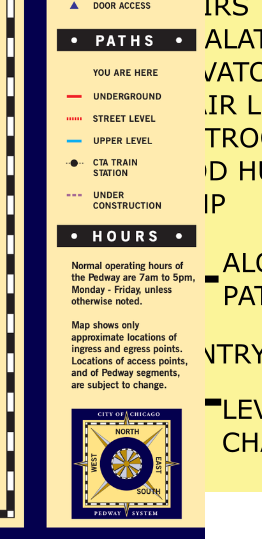 DOOR ACCESS
PATHS
YOU ARE HERE
UNDERGROUND
STREET LEVEL
UPPER LEVEL
CTA TRAIN
STATION
UNDER
CONSTRUCTION
HOURS
Normal operating hours of
the Pedway are 7am to 5pm,
Monday - Friday, unless
otherwise noted.
Map shows only
approximate locations of
ingress and egress points.
Locations of access points,
and of Pedway segments,
are subject to change.
CITY OF CHICAGO
NORTH
WEST
EAST
SOUTH
PEDWAY SYSTEM
IRS
ALAT
VATO
AIR L
TRO
OD HU
IP
ALO
PAT
NTRY
LEV
CHA